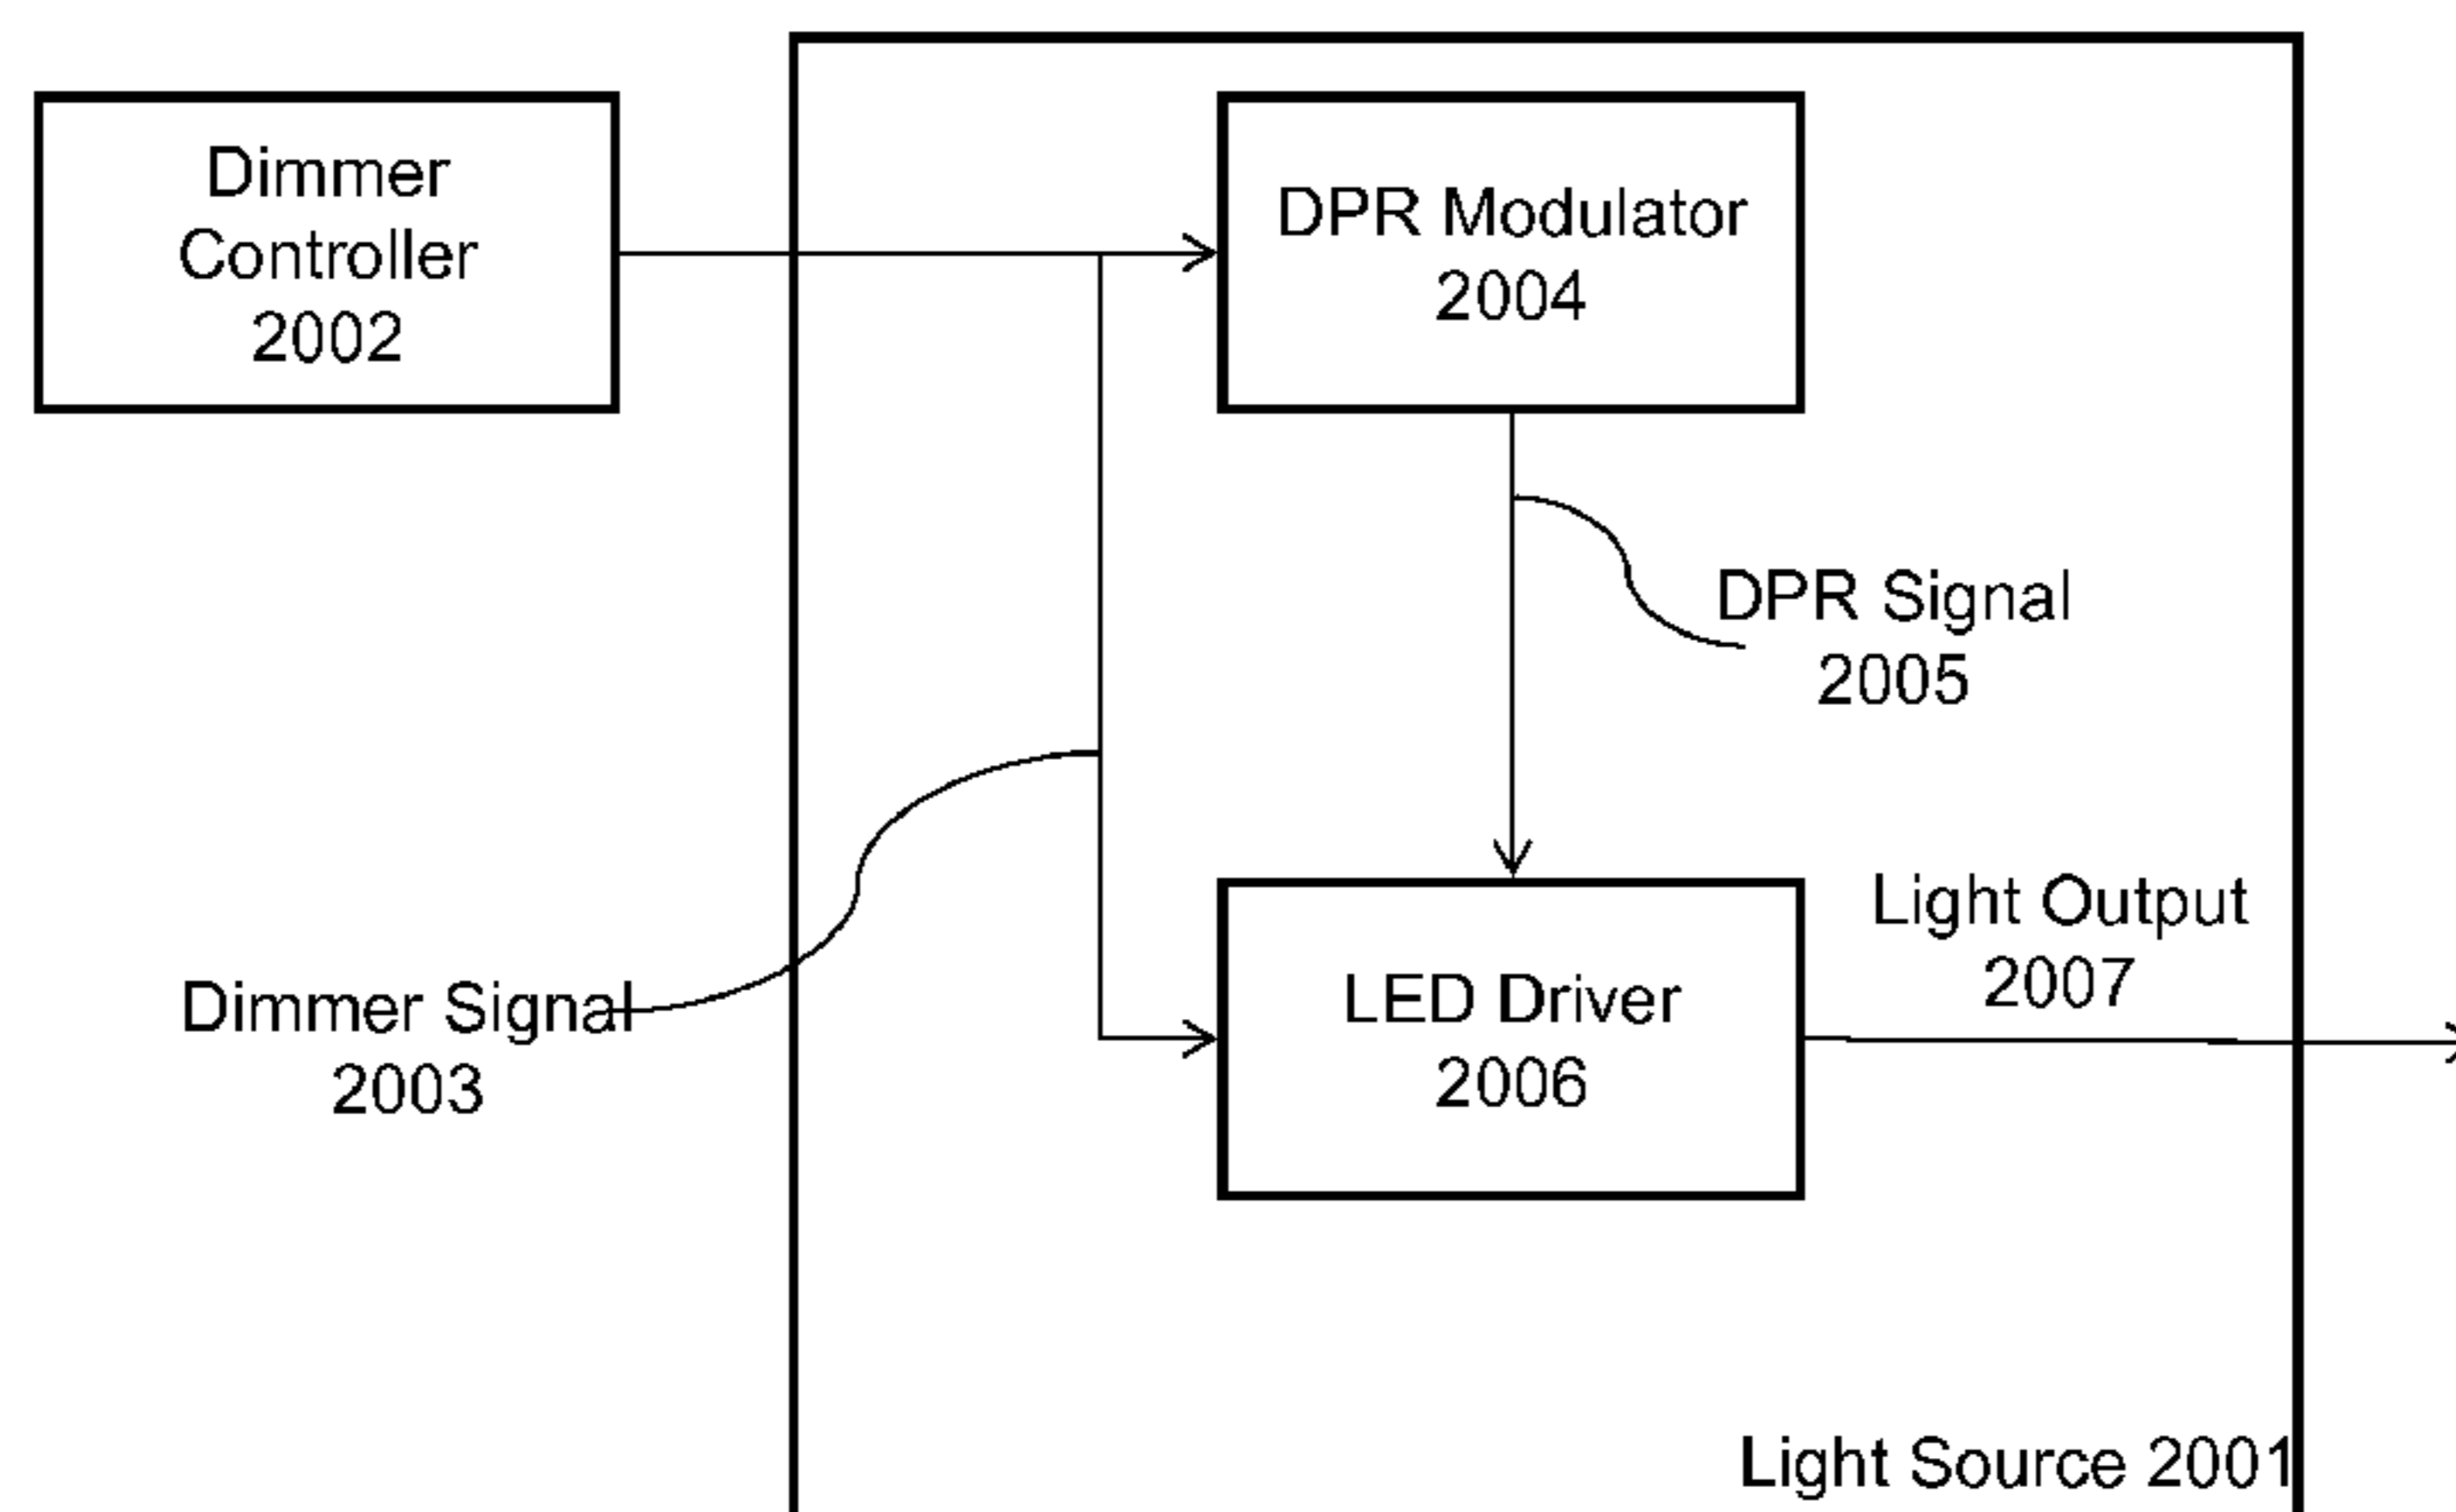 Dimmer
Controller
2002
DPR Modulator
2004
DPR Signal
2005
Dimmer Signal
2003
LED Driver
2006
Light Output
2007
Light Source 2001